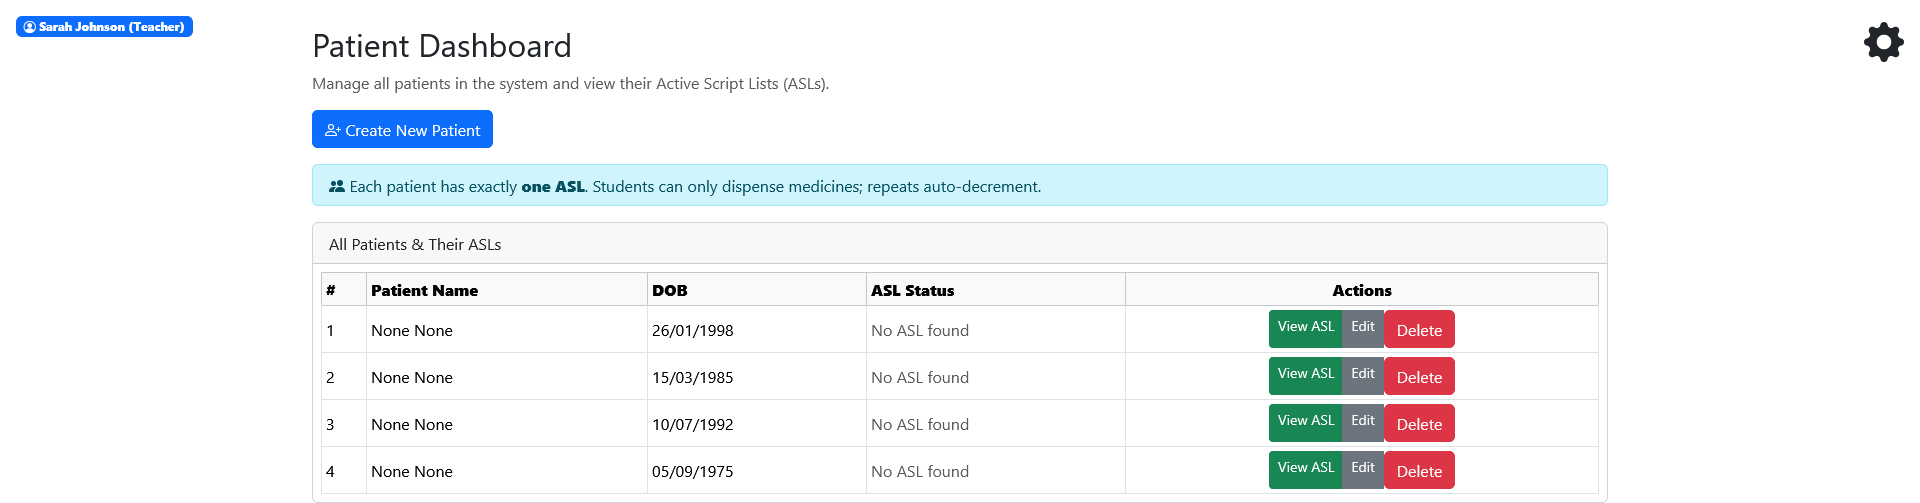 Sarah Johnson (Teacher)
Patient Dashboard
Manage all patients in the system and view their Active Script Lists (ASLs).
Create New Patient
Each patient has exactly one ASL. Students can only dispense medicines; repeats auto-decrement.
All Patients & Their ASLs
# Patient Name DOB ASL Status Actions
1 None None 26/01/1998 No ASL found View ASL Edit Delete
2 None None 15/03/1985 No ASL found View ASL Edit Delete
3 None None 10/07/1992 No ASL found View ASL Edit Delete
4 None None 05/09/1975 No ASL found View ASL Edit Delete